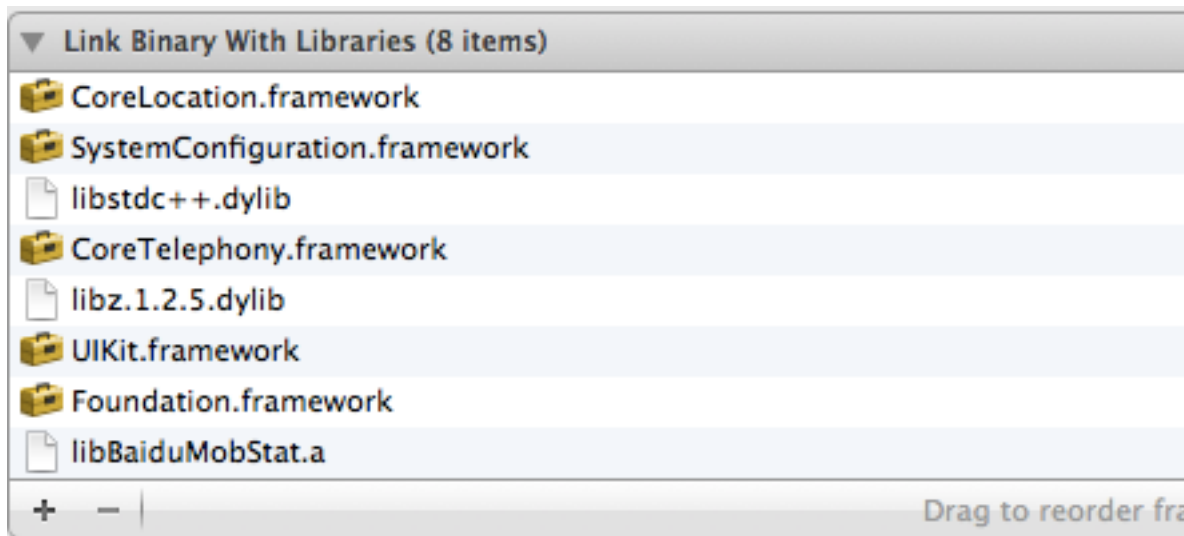 Link Binary With Libraries (8 items)
CoreLocation.framework
SystemConfiguration.framework
libstdc++.dylib
CoreTelephony.framework
libz.1.2.5.dylib
UIKit.framework
Foundation.framework
libBaiduMobStat.a
Drag to reorder